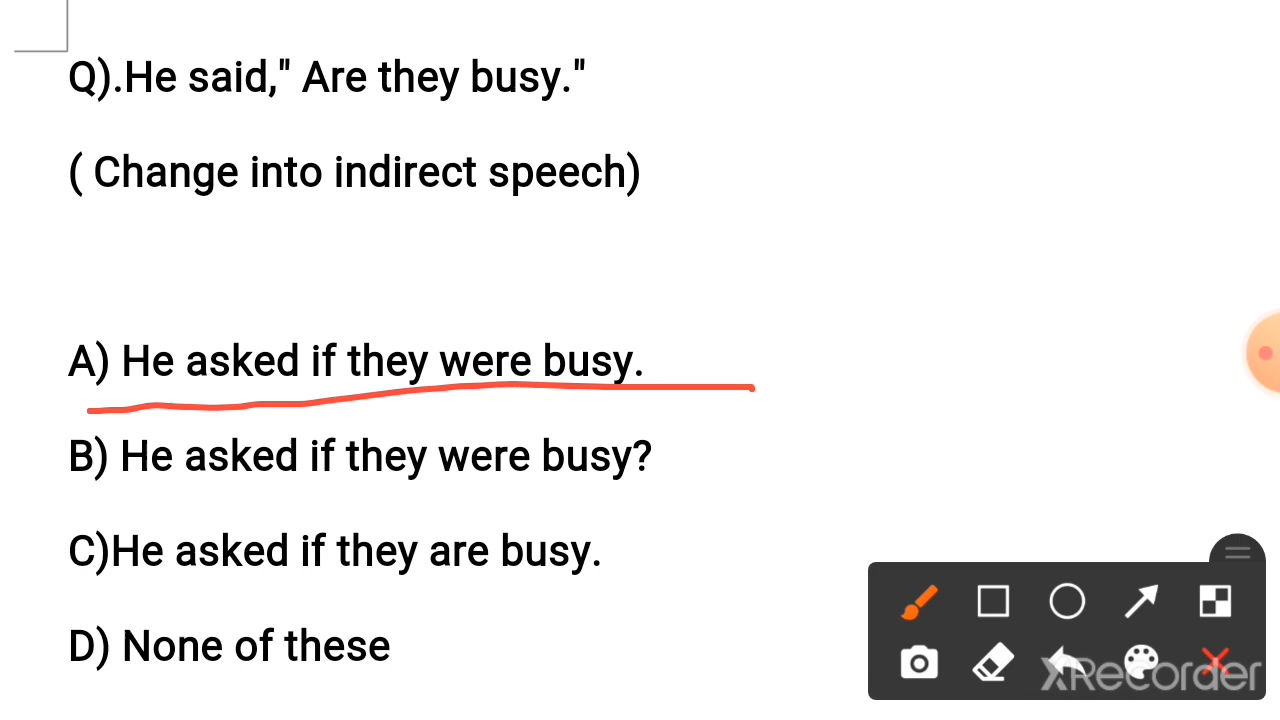 Q).He said," Are they busy."
( Change into indirect speech)
A) He asked if they were busy.
B) He asked if they were busy?
C)He asked if they are busy.
D) None of these
XRecorder